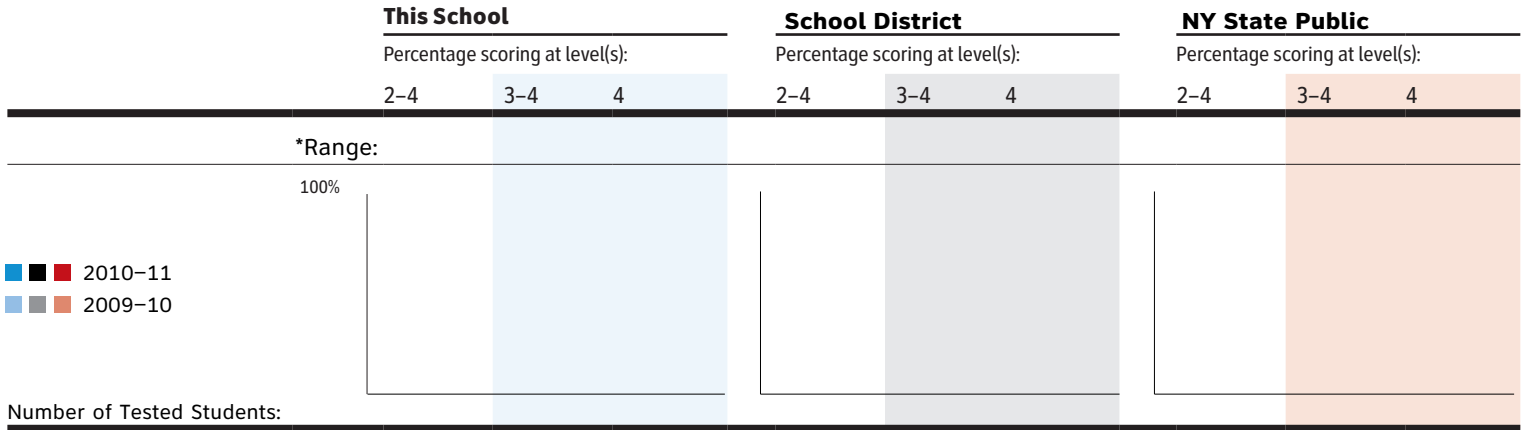 This School School District NY State Public
Percentage scoring at level(s): Percentage scoring at level(s): Percentage scoring at level(s):
2–4 3–4 4 2–4 3–4 4 2–4 3–4 4
*Range:
100%
2010–11
2009–10
Number of Tested Students: